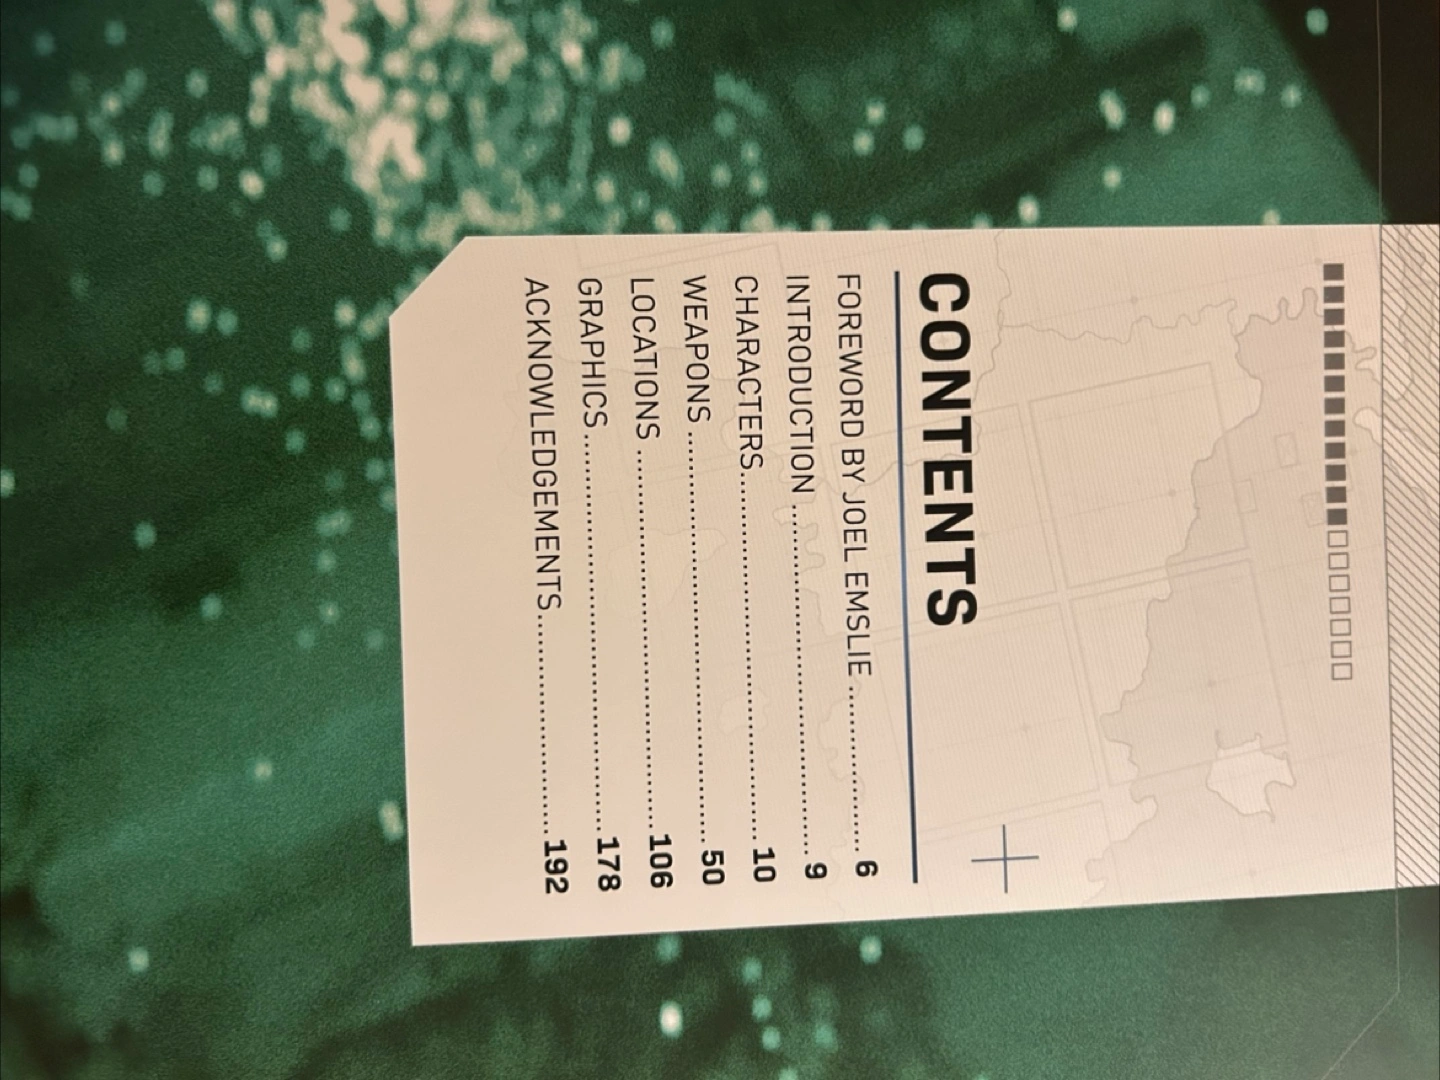 CONTENTS
FOREWORD BY JOEL EMSLIE ................ 6
INTRODUCTION ................................ 9
CHARACTERS ................................ 10
WEAPONS ................................ 50
LOCATIONS ................................ 106
GRAPHICS ................................ 178
ACKNOWLEDGEMENTS ................ 192